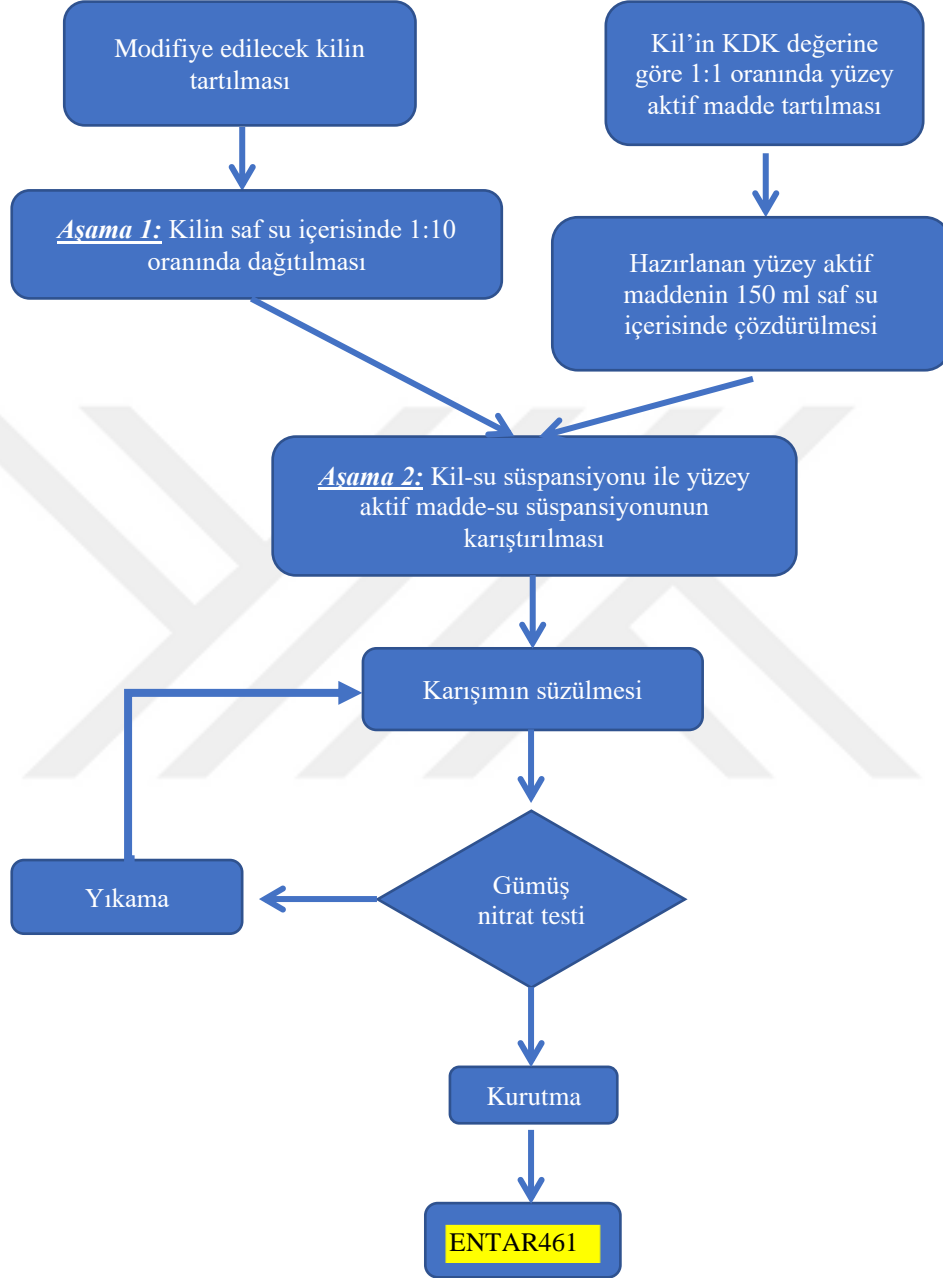 Modifiye edilecek kilin
tartılması
Kil’in KDK değerine
göre 1:1 oranında yüzey
aktif madde tartılması
Aşama 1: Kilin saf su içerisinde 1:10
oranında dağıtılması
Hazırlanan yüzey aktif
maddenin 150 ml saf su
içerisinde çözdürülmesi
Aşama 2: Kil-su süspansiyonu ile yüzey
aktif madde-su süspansiyonunun
karıştırılması
Karışımın süzülmesi
Gümüş
nitrat testi
Yıkama
Kurutma
ENTAR461